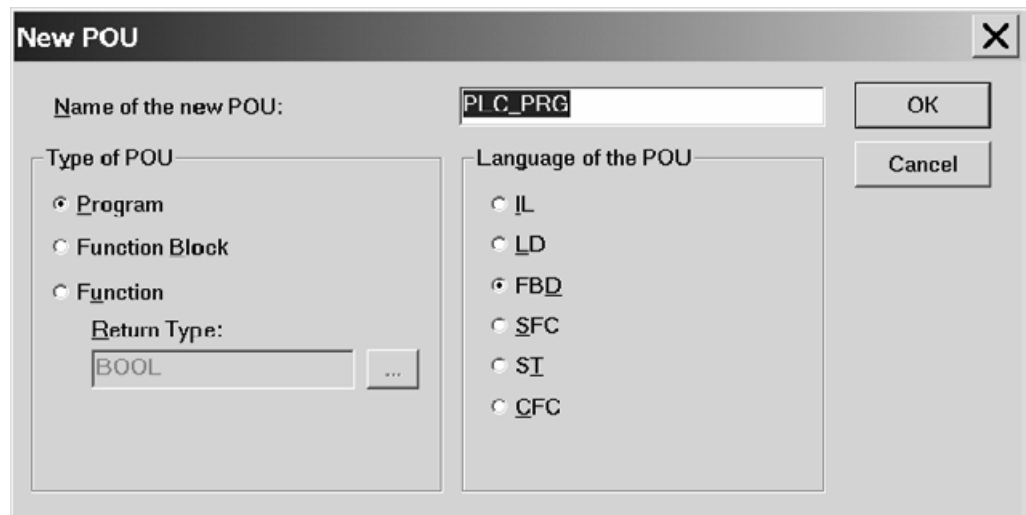 New POU
Name of the new POU:
PLC_PRG
OK
Cancel
Type of POU
Program
Function Block
Function
Return Type:
BOOL
...
Language of the POU
IL
LD
FBD
SFC
ST
CFC